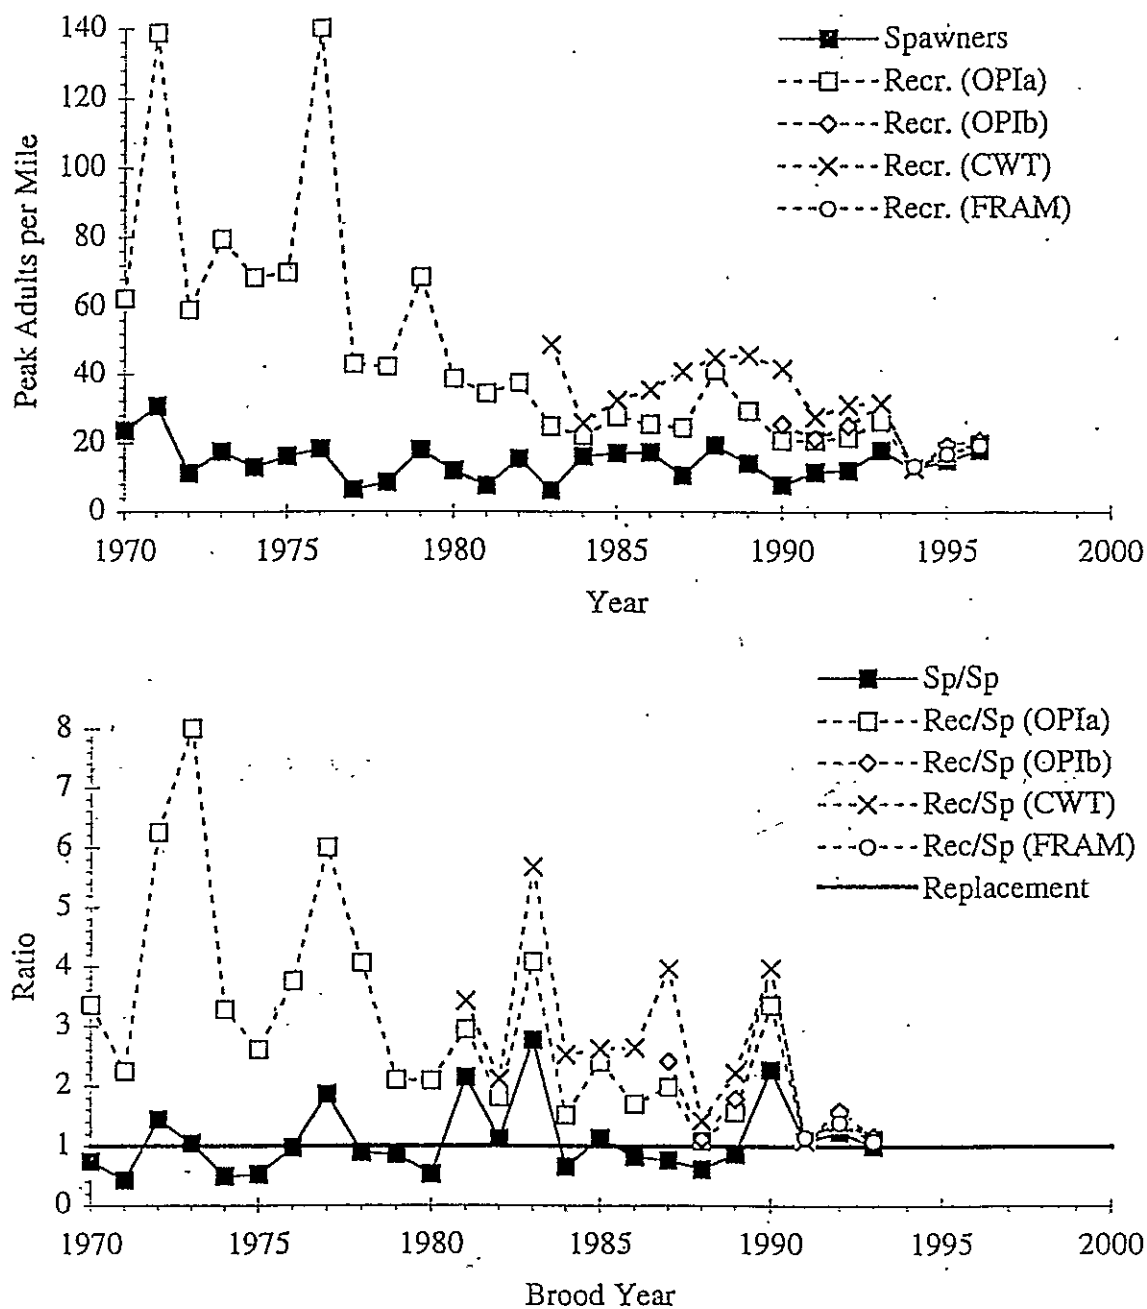 Peak Adults per Mile
140
120
100
80
60
40
20
0
1970
1975
1980
1985
1990
1995
2000
Year
Spawners
Recr. (OPIa)
Recr. (OPIb)
Recr. (CWT)
Recr. (FRAM)
Ratio
8
7
6
5
4
3
2
1
0
1970
1975
1980
1985
1990
1995
2000
Brood Year
Sp/Sp
Rec/Sp (OPIa)
Rec/Sp (OPIb)
Rec/Sp (CWT)
Rec/Sp (FRAM)
Replacement